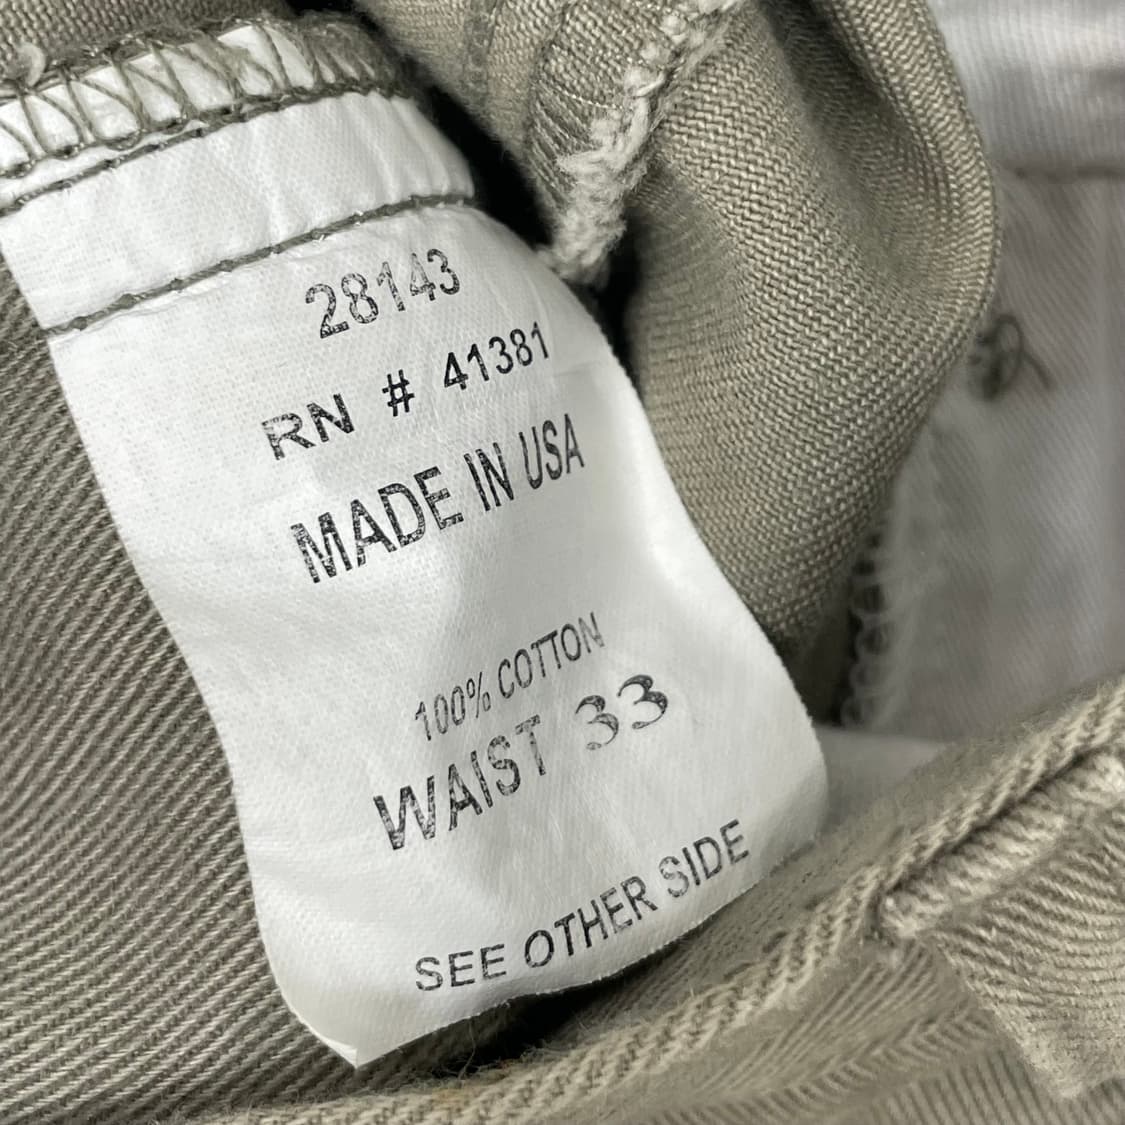 28143
RN # 41381
MADE IN USA
100% COTTON
WAIST 33
SEE OTHER SIDE